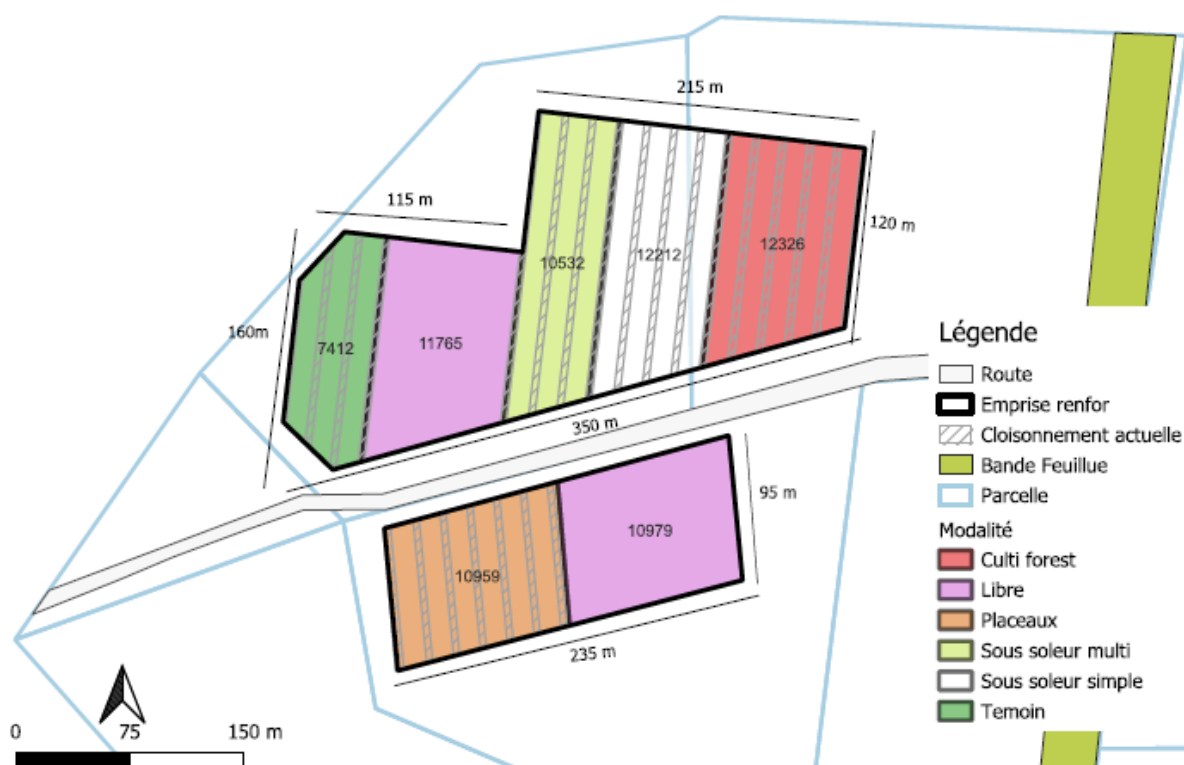 215 m
115 m
120 m
10532
12212
12326
160m
7412
11765
350 m
95 m
10979
10959
235 m
0 75 150 m
Légende
Route
Emprise renfor
Cloisonnement actuelle
Bande Feuillue
Parcelle
Modalité
Culti forest
Libre
Placeaux
Sous soleur multi
Sous soleur simple
Temoin